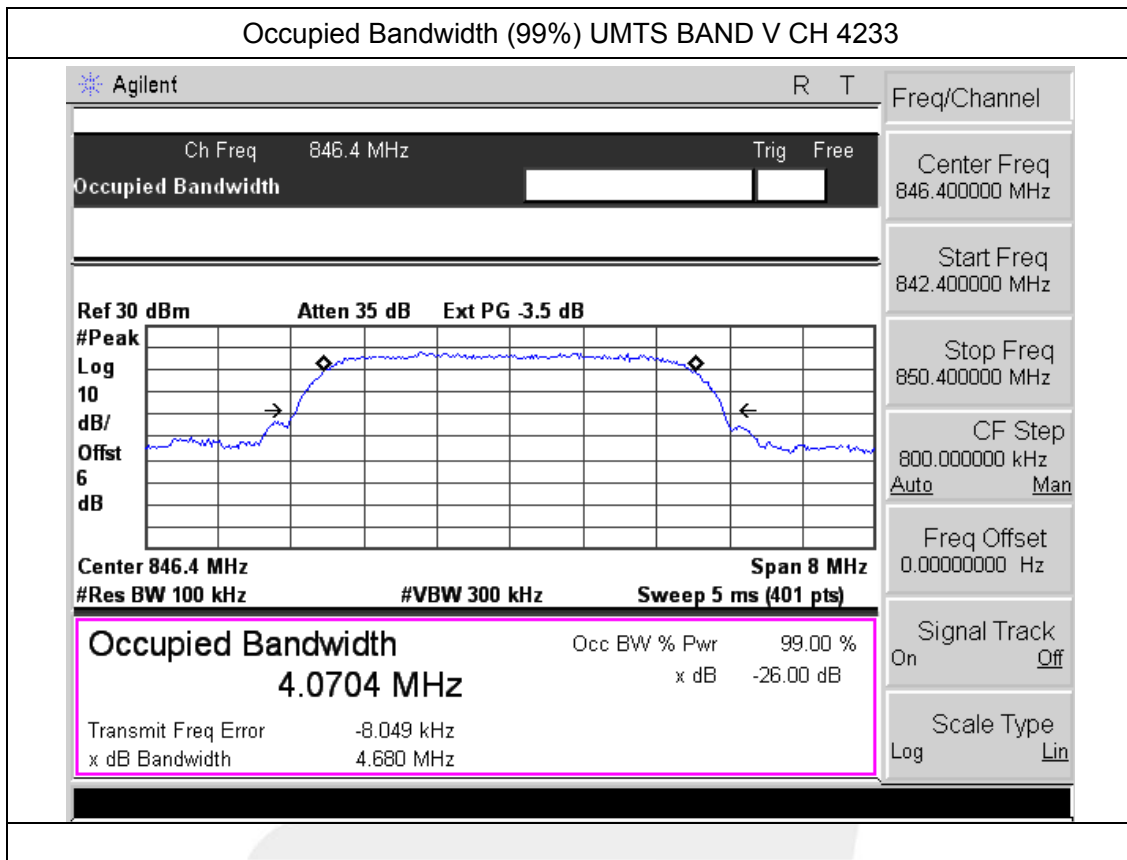 Occupied Bandwidth (99%) UMTS BAND V CH 4233
Agilent R T
Ch Freq 846.4 MHz Trig Free
Occupied Bandwidth
Ref 30 dBm Atten 35 dB Ext PG -3.5 dB
#Peak
Log
10
dB/
Offst
6
dB
Center 846.4 MHz Span 8 MHz
#Res BW 100 kHz #VBW 300 kHz Sweep 5 ms (401 pts)
Occupied Bandwidth Occ BW % Pwr 99.00 %
4.0704 MHz x dB -26.00 dB
Transmit Freq Error -8.049 kHz
x dB Bandwidth 4.680 MHz
Freq/Channel
Center Freq
846.400000 MHz
Start Freq
842.400000 MHz
Stop Freq
850.400000 MHz
CF Step
800.000000 kHz
Auto Man
Freq Offset
0.00000000 Hz
Signal Track
On Off
Scale Type
Log Lin